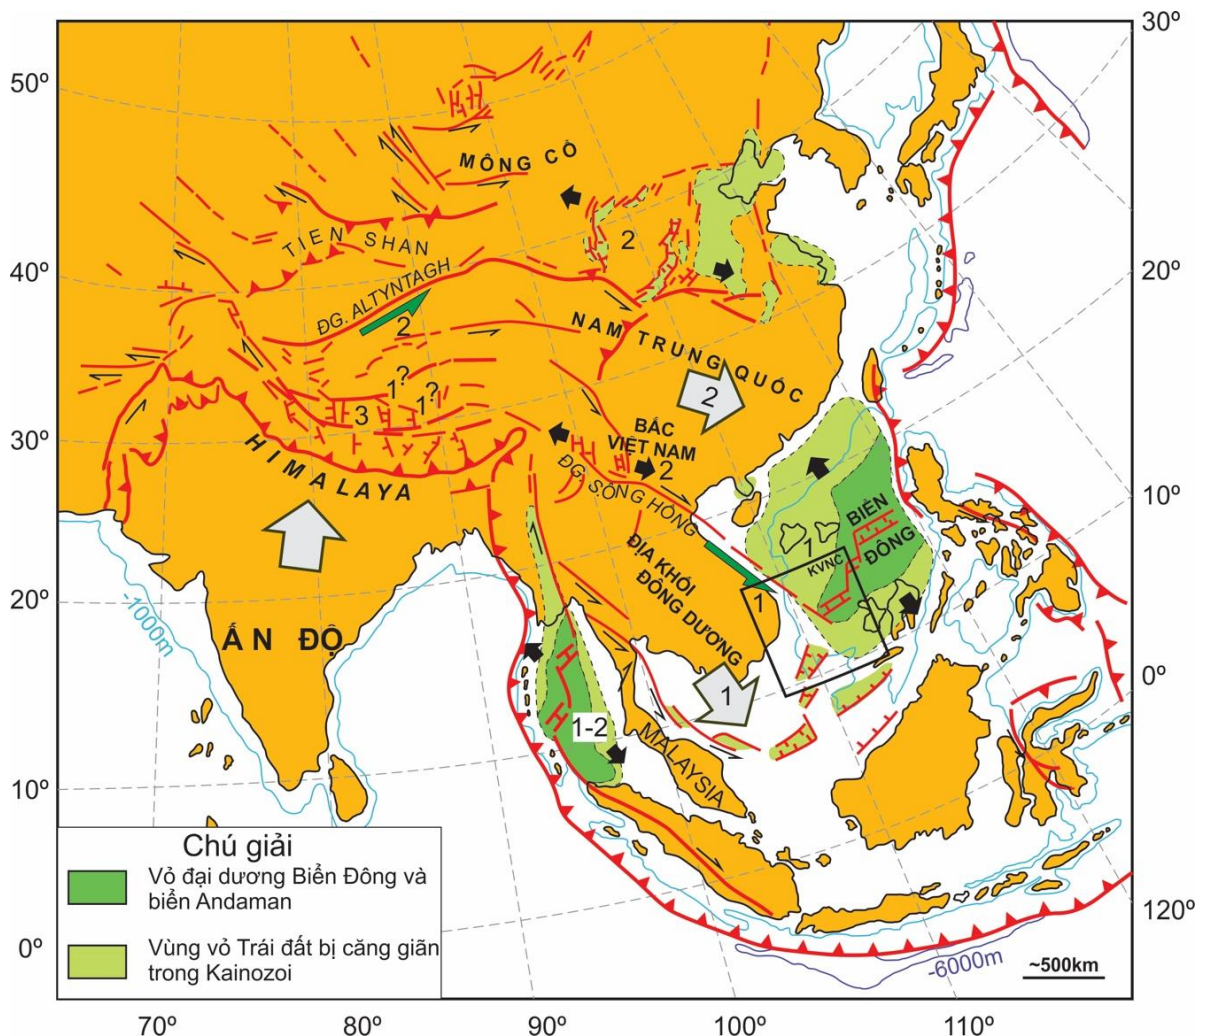 30º
50º
MÔNG CỔ
TIEN SHAN
2
40º
20º
ĐG. ALTYNTAGH
2
NAM TRUNG QUỐC
1?
1?
2
3
BẮC
VIỆT NAM
2
30º
HIMALAYA
ĐG. SÔNG HỒNG
10º
BIỂN
ĐÔNG
1
KVNC
ĐỊA KHỐI
ĐÔNG DƯƠNG
1
20º
-1000m
ẤN ĐỘ
0º
1
1-2
MALAYSIA
10º
Chú giải
Vỏ đại dương Biển Đông và
biển Andaman
Vùng vỏ Trái đất bị căng giãn
trong Kainozoi
120º
0º
-6000m
~500km
70º 80º 90º 100º 110º